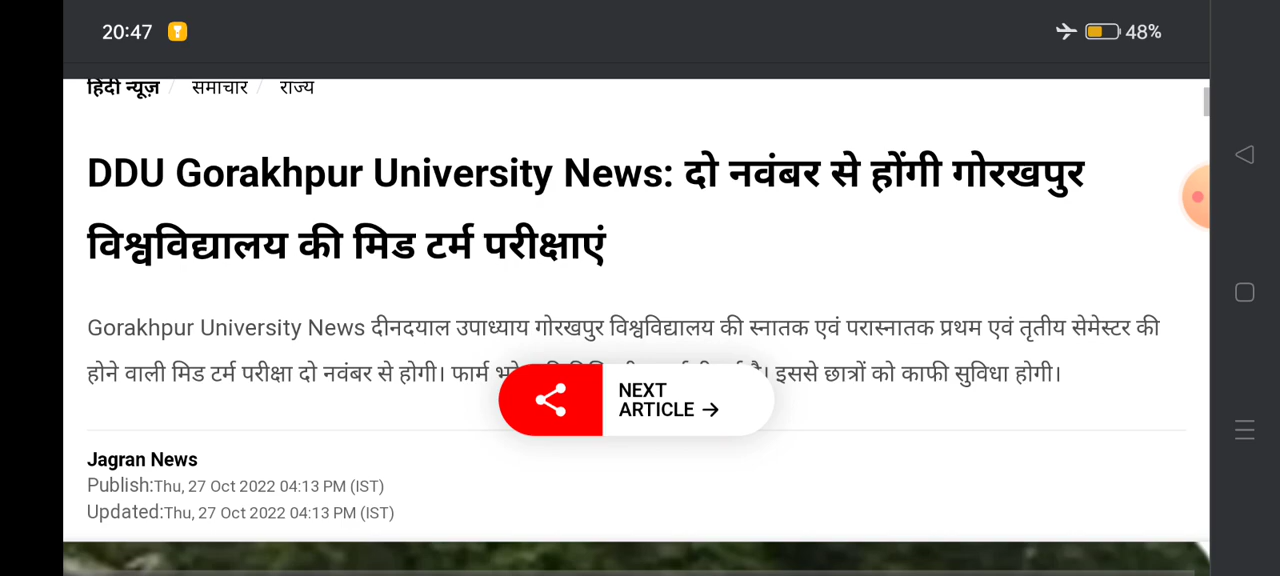 20:47
48%
हिंदी न्यूज़ / समाचार / राज्य
DDU Gorakhpur University News: दो नवंबर से होंगी गोरखपुर
विश्वविद्यालय की मिड टर्म परीक्षाएं
Gorakhpur University News दीनदयाल उपाध्याय गोरखपुर विश्वविद्यालय की स्नातक एवं परास्नातक प्रथम एवं तृतीय सेमेस्टर की
होने वाली मिड टर्म परीक्षा दो नवंबर से होगी। फार्म है। इससे छात्रों को काफी सुविधा होगी।
NEXT
ARTICLE →
Jagran News
Publish:Thu, 27 Oct 2022 04:13 PM (IST)
Updated:Thu, 27 Oct 2022 04:13 PM (IST)